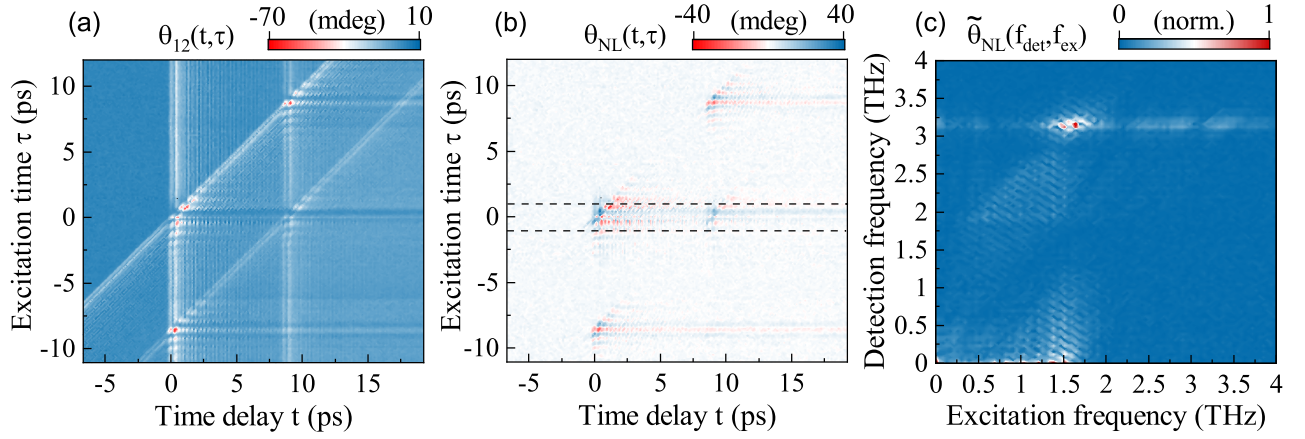 (a)
-70 (mdeg) 10
θ12(t,τ)
Excitation time τ (ps)
10
5
0
-5
-10
-5 0 5 10 15
Time delay t (ps)
(b)
-40 (mdeg) 40
θNL(t,τ)
Excitation time τ (ps)
10
5
0
-5
-10
-5 0 5 10 15
Time delay t (ps)
(c)
0 (norm.) 1
θ̃NL(fdet,fex)
Detection frequency (THz)
4
3.5
3
2.5
2
1.5
1
0.5
0
0 0.5 1 1.5 2 2.5 3 3.5 4
Excitation frequency (THz)